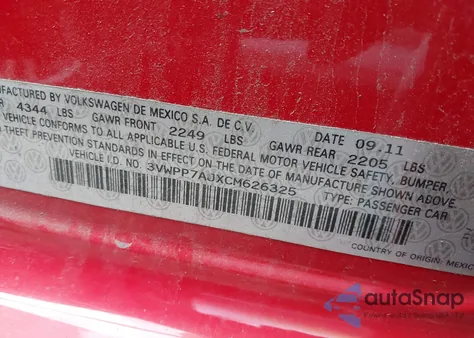 MANUFACTURED BY VOLKSWAGEN DE MEXICO S.A. DE C.V.
4344 LBS GAWR FRONT 2249 LBS DATE 09.11
GAWR REAR 2205 LBS
VEHICLE CONFORMS TO ALL APPLICABLE U.S. FEDERAL MOTOR VEHICLE SAFETY, BUMPER,
THEFT PREVENTION STANDARDS IN EFFECT ON THE DATE OF MANUFACTURE SHOWN ABOVE
VEHICLE I.D. NO. 3VWPP7AJXCM626325 TYPE: PASSENGER CAR
COUNTRY OF ORIGIN: MEXIC
autoSnap